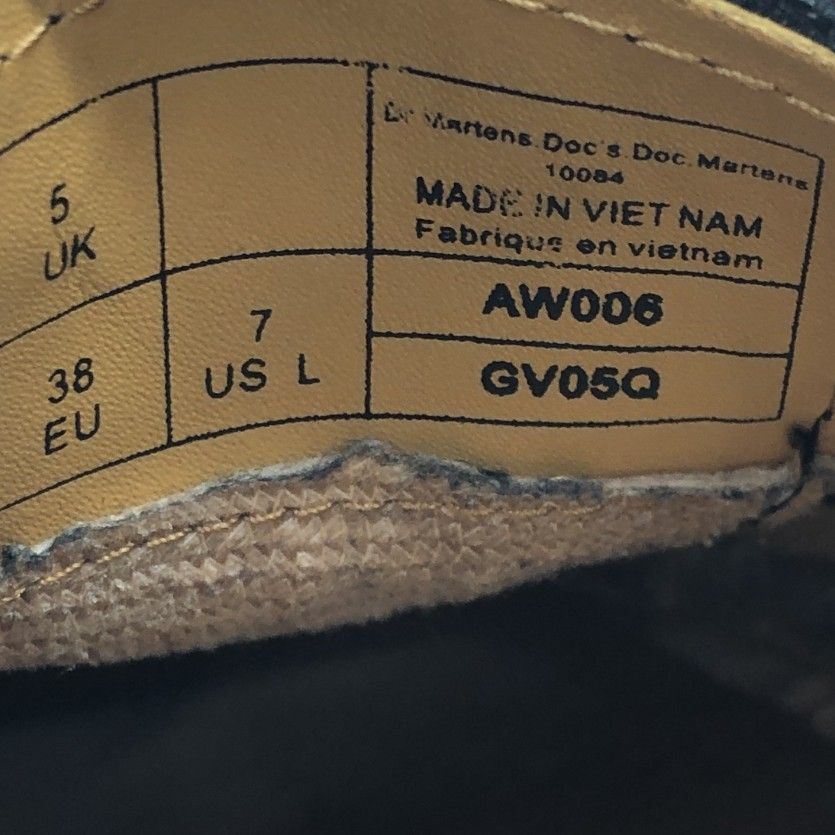 5
UK
38
EU
7
US L
Dr Martens.Doc's.Doc.Martens
10084
MADE IN VIET NAM
Fabrique en vietnam
AW006
GV05Q